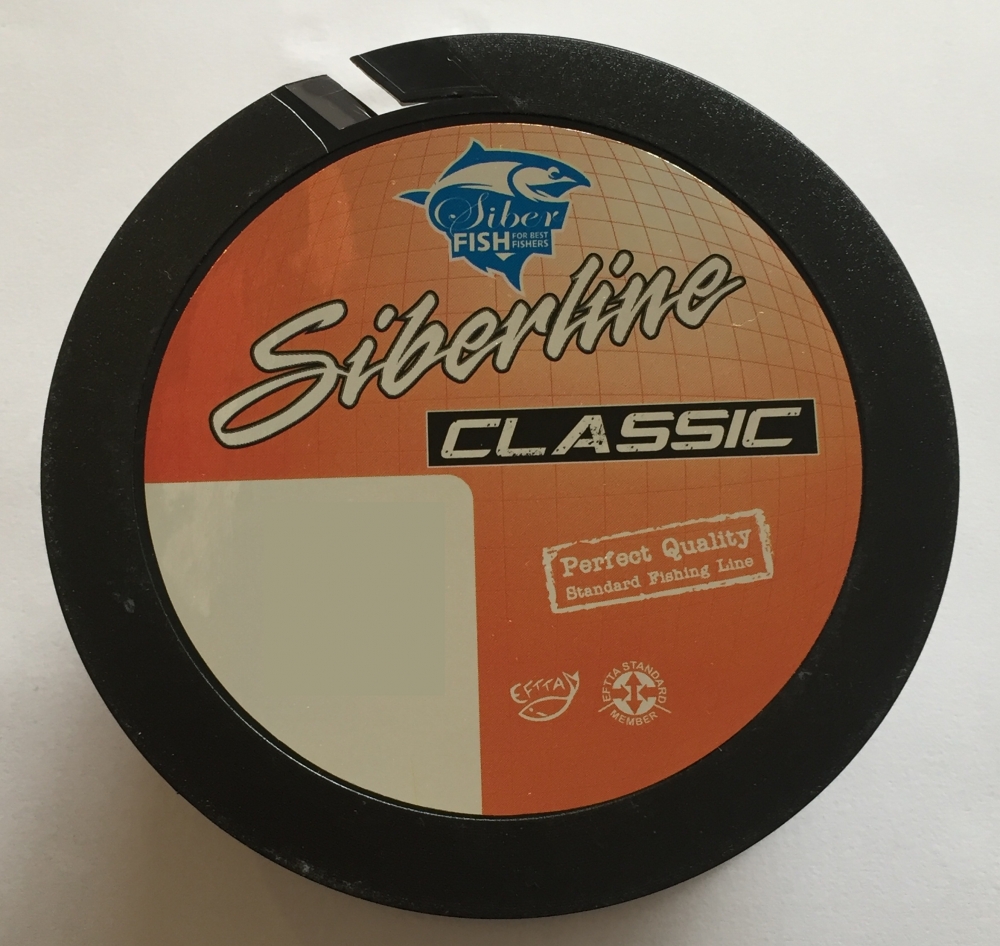 Siber
FISH FOR BEST FISHERS
Siberline
CLASSIC
Perfect Quality
Standard Fishing Line
EFTTA
EFTTA STANDARD
MEMBER